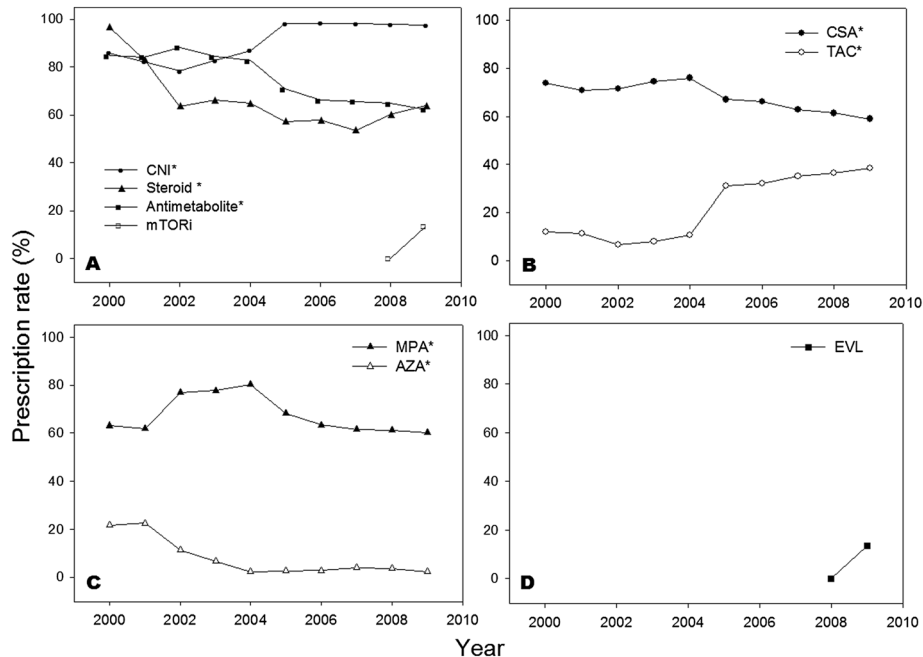 Prescription rate (%)
100
80
60
40
20
0
CNI*
Steroid *
Antimetabolite*
mTORi
A
2000 2002 2004 2006 2008 2010
100
80
60
40
20
0
CSA*
TAC*
B
2000 2002 2004 2006 2008 2010
100
80
60
40
20
0
MPA*
AZA*
C
2000 2002 2004 2006 2008 2010
100
80
60
40
20
0
EVL
D
2000 2002 2004 2006 2008 2010
Year